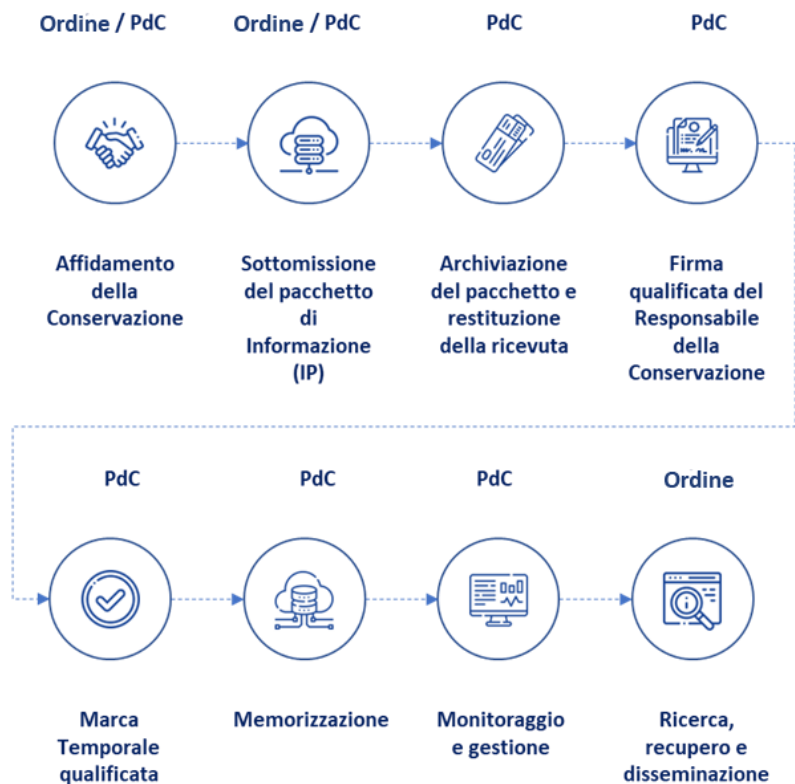 Ordine / PdC
Ordine / PdC
PdC
PdC
Affidamento
della
Conservazione
Sottomissione
del pacchetto
di
Informazione
(IP)
Archiviazione
del pacchetto e
restituzione
della ricevuta
Firma
qualificata del
Responsabile
della
Conservazione
PdC
PdC
PdC
Ordine
Marca
Temporale
qualificata
Memorizzazione
Monitoraggio
e gestione
Ricerca,
recupero e
disseminazione